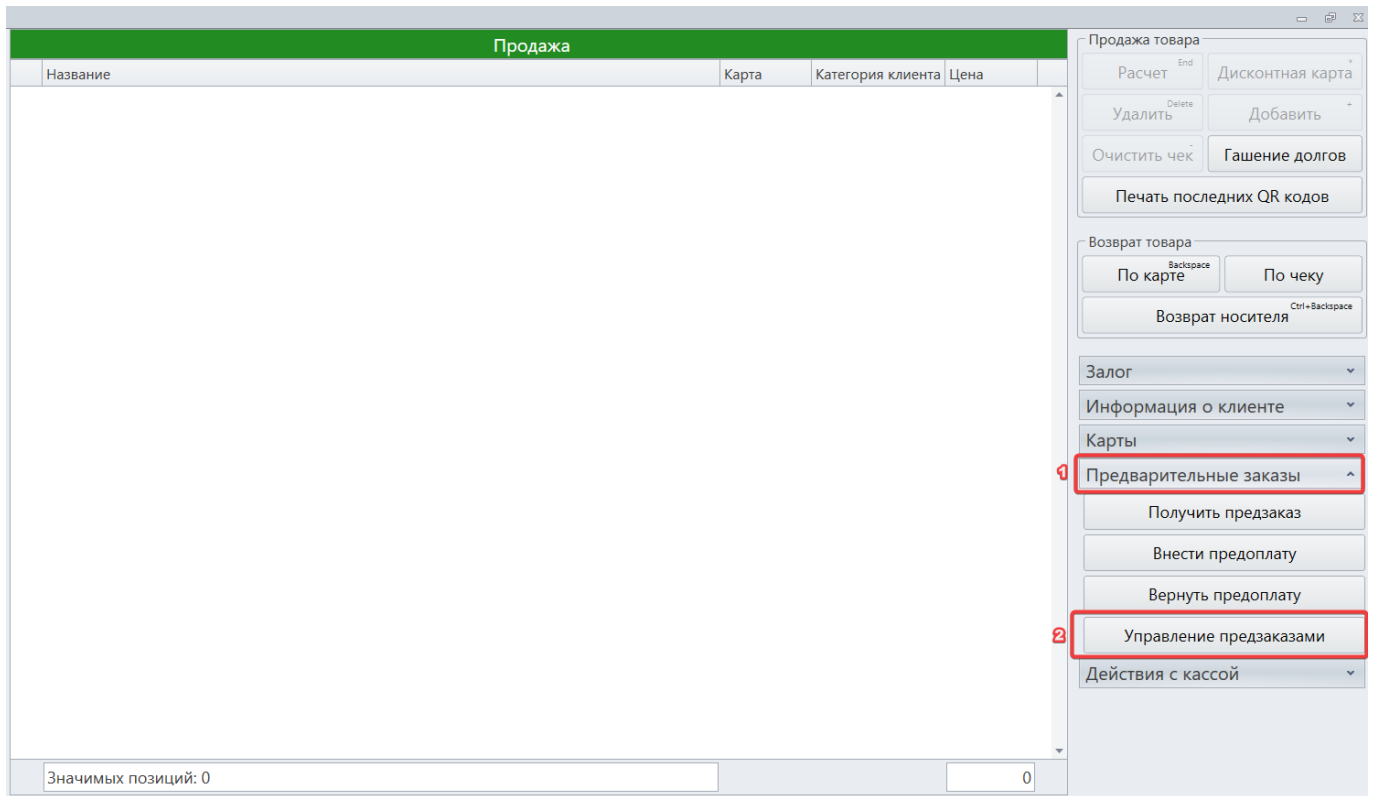 Продажа
Название
Карта
Категория клиента
Цена
Значимых позиций: 0
0
Продажа товара
Расчет End
Дисконтная карта *
Удалить Delete
Добавить +
Очистить чек -
Гашение долгов
Печать последних QR кодов
Возврат товара
По карте Backspace
По чеку
Возврат носителя Ctrl+Backspace
Залог
Информация о клиенте
Карты
1 Предварительные заказы
Получить предзаказ
Внести предоплату
Вернуть предоплату
2 Управление предзаказами
Действия с кассой